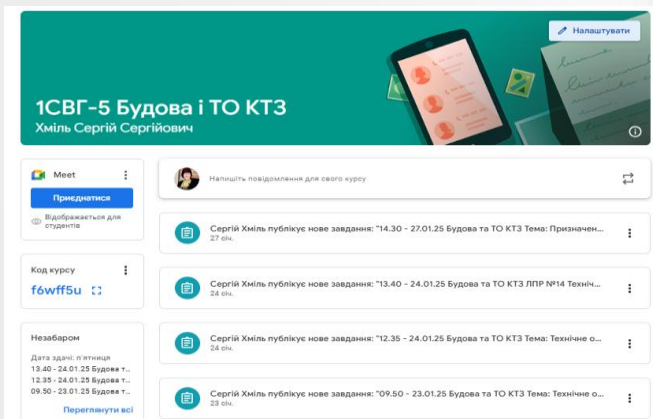 Налаштувати
1СВГ-5 Будова і ТО КТЗ
Хміль Сергій Сергійович
Meet
Приєднатися
Відображається для
студентів
Код курсу
f6wff5u
Незабаром
Дата здачі: п'ятниця
13.40 - 24.01.25 Будова т...
12.35 - 24.01.25 Будова т...
09.50 - 23.01.25 Будова т...
Переглянути всі
Напишіть повідомлення для свого курсу
Сергій Хміль публікує нове завдання: "14.30 - 27.01.25 Будова та ТО КТЗ Тема: Призначен...
27 січ.
Сергій Хміль публікує нове завдання: "13.40 - 24.01.25 Будова та ТО КТЗ ЛПР №14 Техніч...
24 січ.
Сергій Хміль публікує нове завдання: "12.35 - 24.01.25 Будова та ТО КТЗ Тема: Технічне о...
24 січ.
Сергій Хміль публікує нове завдання: "09.50 - 23.01.25 Будова та ТО КТЗ Тема: Технічне о...
23 січ.